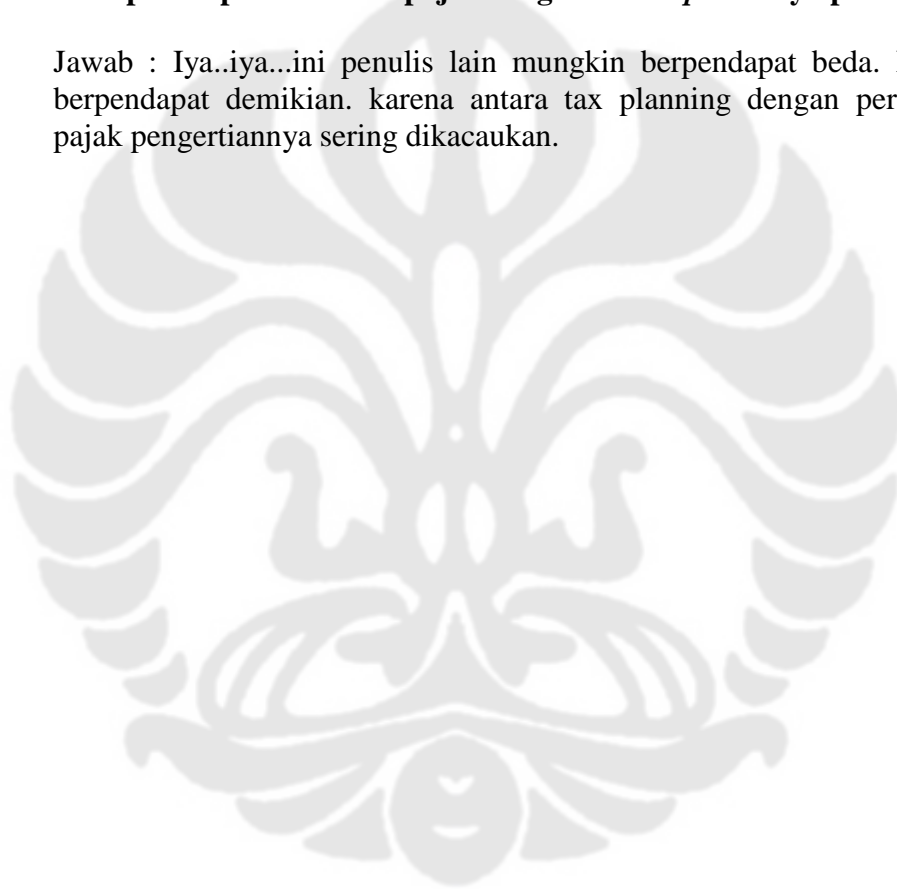 Jawab : Iya..iya...ini penulis lain mungkin berpendapat beda.
berpendapat demikian. karena antara tax planning dengan per
pajak pengertiannya sering dikacaukan.